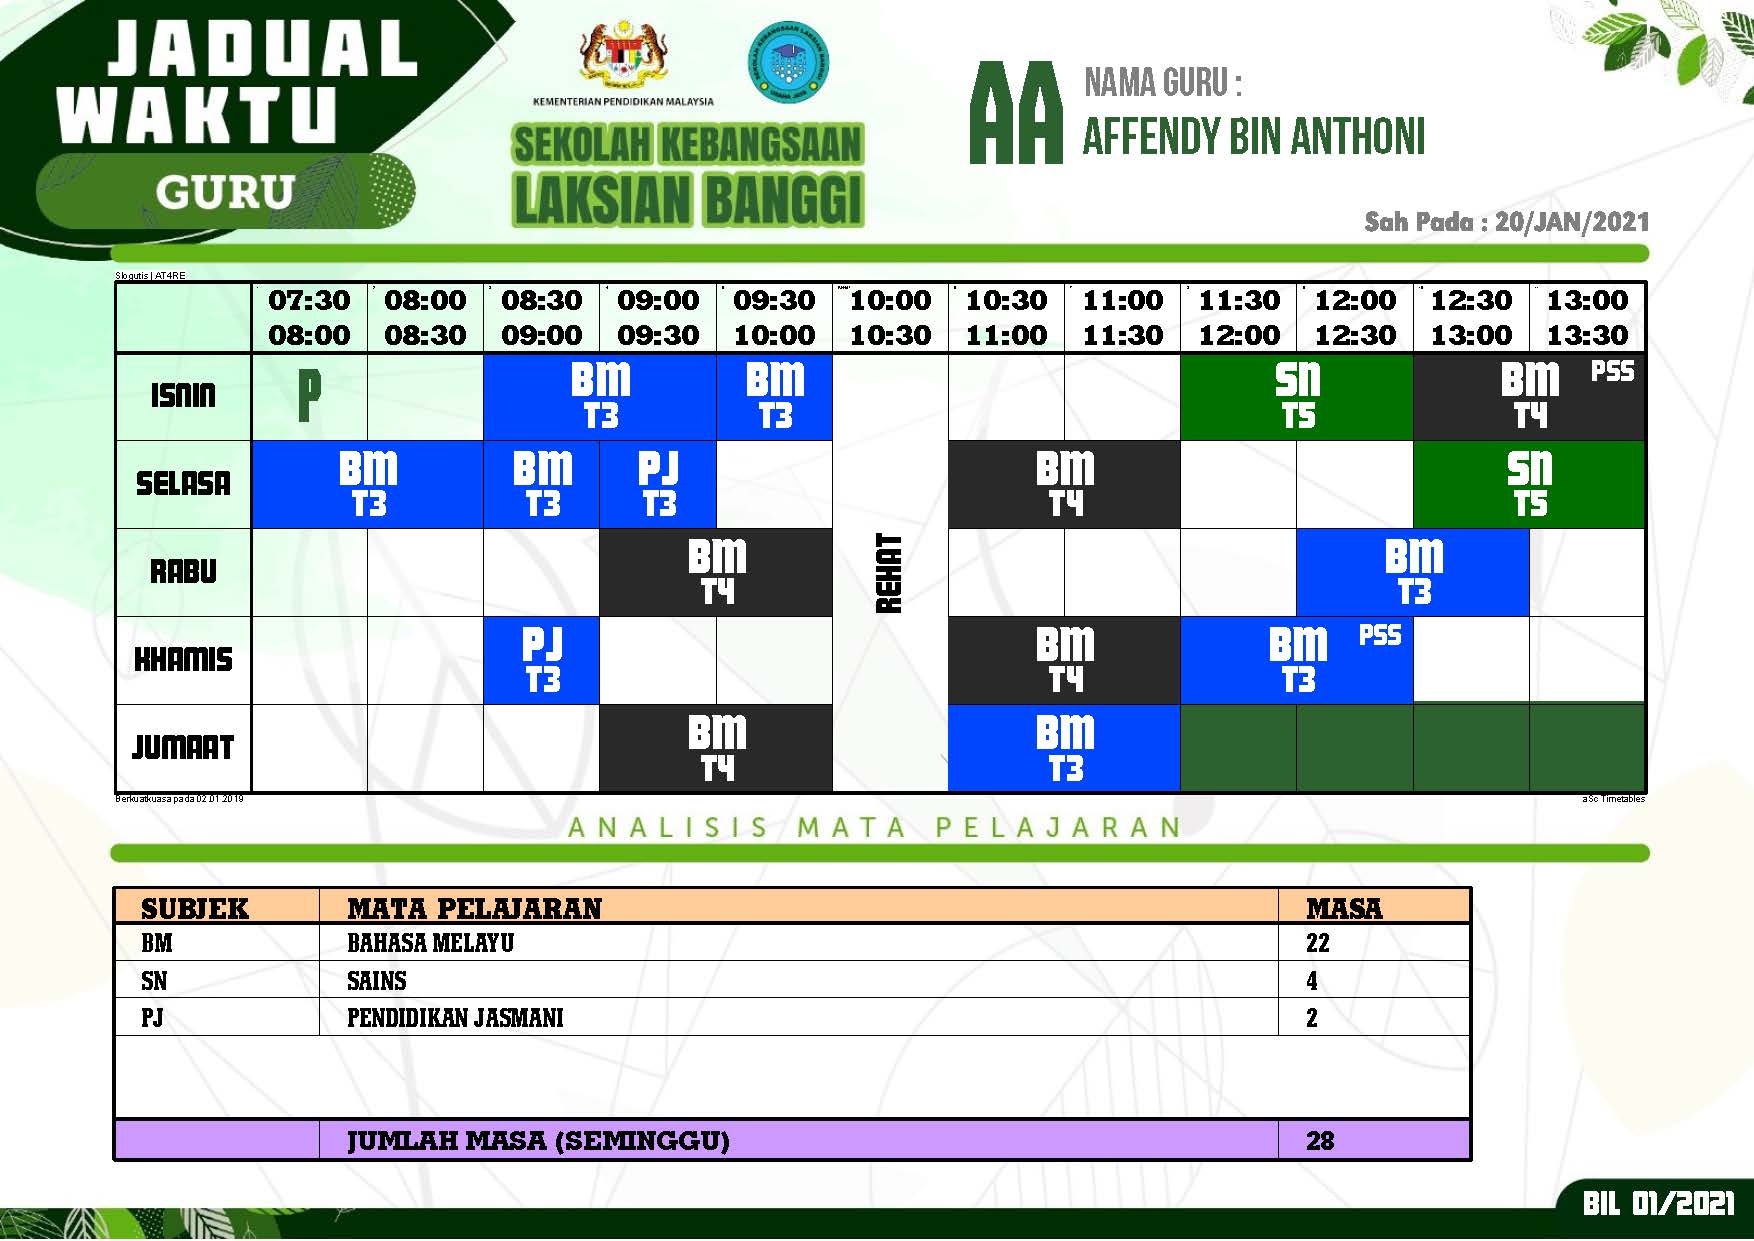 JADUAL
WAKTU
GURU
KEMENTERIAN PENDIDIKAN MALAYSIA
SEKOLAH KEBANGSAAN
LAKSIAN BANGGI
AA
NAMA GURU :
AFFENDY BIN ANTHONI
Sah Pada : 20/JAN/2021
Slogutis | AT4RE
07:30 08:00 08:30 09:00 09:30 10:00 10:30 11:00 11:30 12:00 12:30 13:00
08:00 08:30 09:00 09:30 10:00 10:30 11:00 11:30 12:00 12:30 13:00 13:30
ISNIN P BM BM SN BM PSS
T3 T3 T5 T4
SELASA BM BM PJ BM SN
T3 T3 T3 T4 T5
REHAT
RABU BM BM
T4 T3
KHAMIS PJ BM BM PSS
T3 T4 T3
JUMAAT BM BM
T4 T3
Berkuatkuasa pada 02.01.2019
aSc Timetables
ANALISIS MATA PELAJARAN
SUBJEK MATA PELAJARAN MASA
BM BAHASA MELAYU 22
SN SAINS 4
PJ PENDIDIKAN JASMANI 2
JUMLAH MASA (SEMINGGU) 28
BIL 01/2021